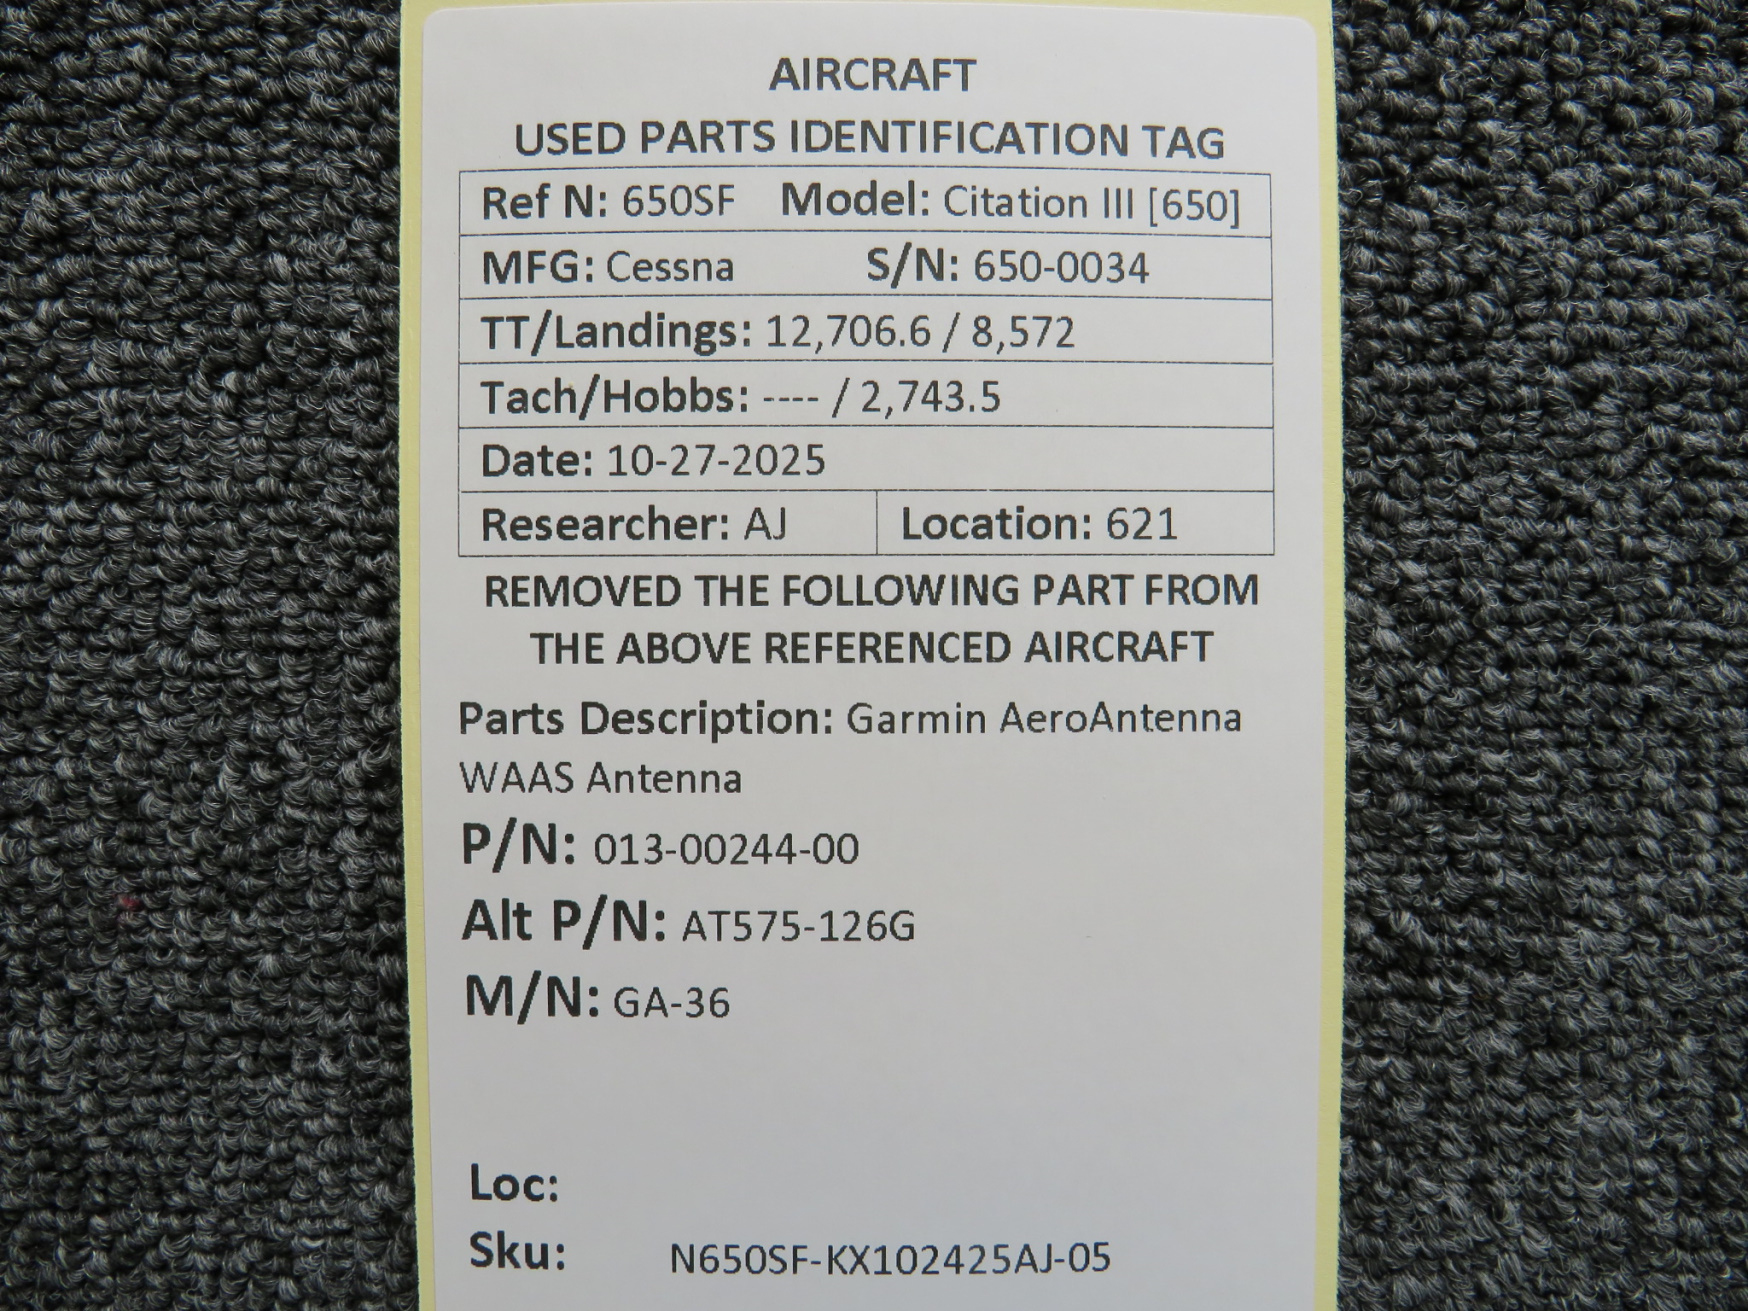 AIRCRAFT
USED PARTS IDENTIFICATION TAG
Ref N: 650SF Model: Citation III [650]
MFG: Cessna S/N: 650-0034
TT/Landings: 12,706.6 / 8,572
Tach/Hobbs: ---- / 2,743.5
Date: 10-27-2025
Researcher: AJ Location: 621
REMOVED THE FOLLOWING PART FROM
THE ABOVE REFERENCED AIRCRAFT
Parts Description: Garmin AeroAntenna
WAAS Antenna
P/N: 013-00244-00
Alt P/N: AT575-126G
M/N: GA-36
Loc:
Sku: N650SF-KX102425AJ-05